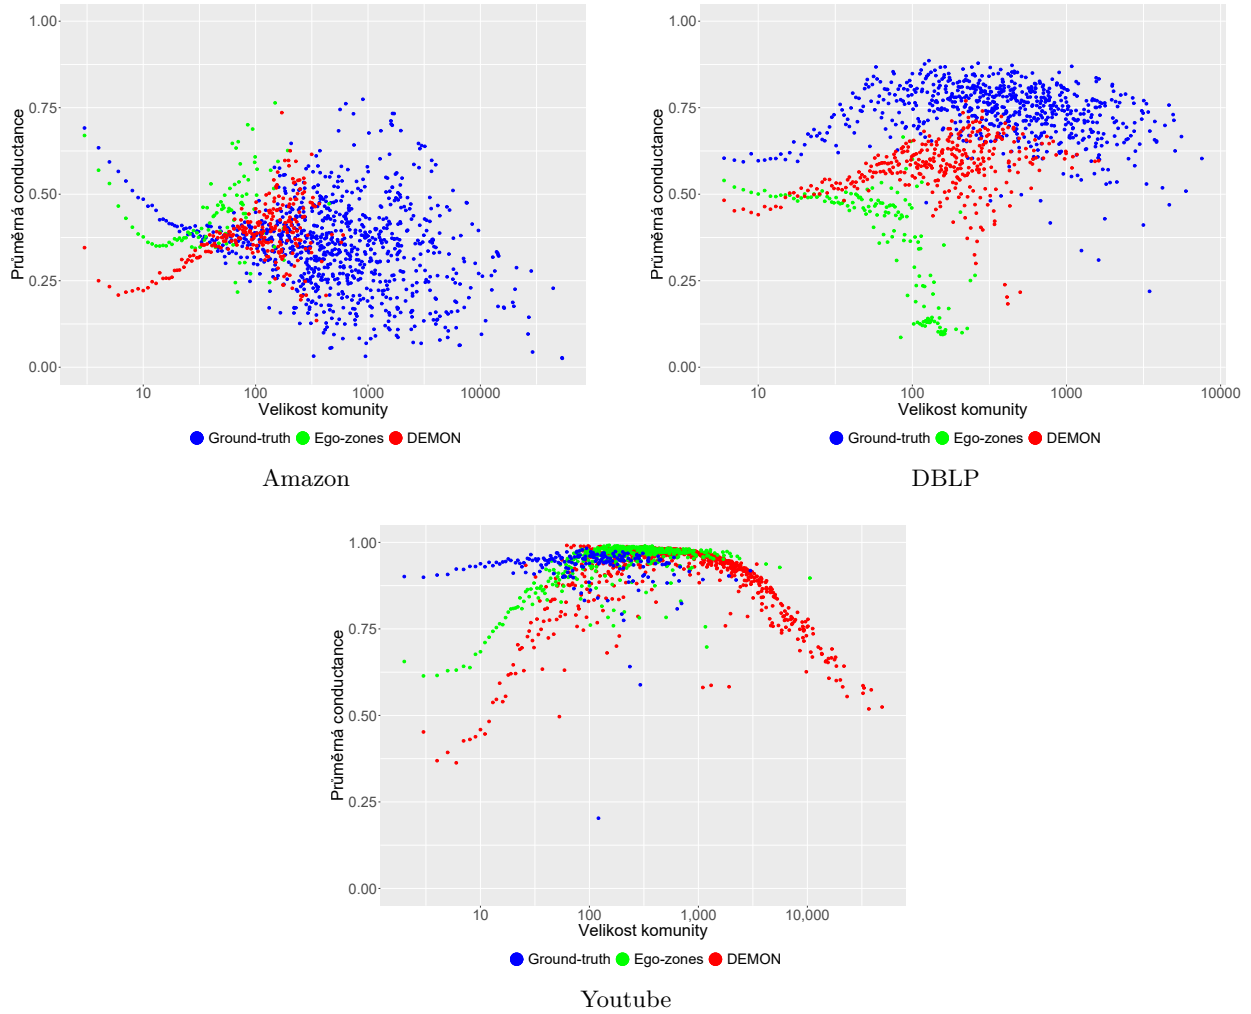 1.00
0.75
0.50
0.25
0.00
Průměrná conductance
10 100 1000 10000
Velikost komunity
Ground-truth Ego-zones DEMON
Amazon
1.00
0.75
0.50
0.25
0.00
Průměrná conductance
10 100 1000 10000
Velikost komunity
Ground-truth Ego-zones DEMON
DBLP
1.00
0.75
0.50
0.25
0.00
Průměrná conductance
10 100 1,000 10,000
Velikost komunity
Ground-truth Ego-zones DEMON
Youtube